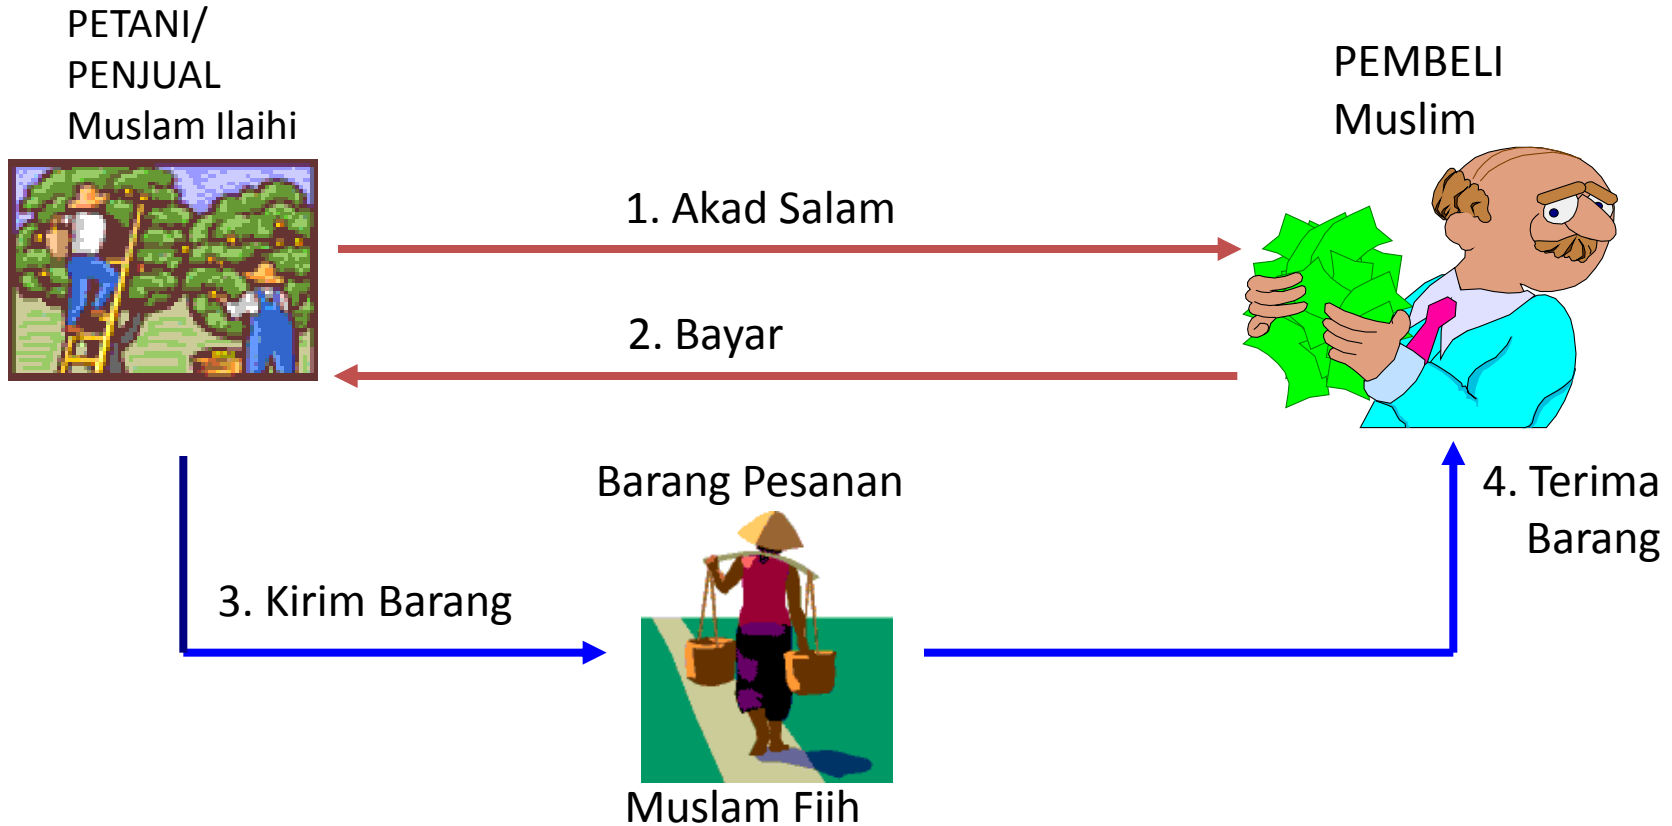 PETANI/
PENJUAL
Muslam Ilaihi
PEMBELI
Muslim
1. Akad Salam
2. Bayar
Barang Pesanan
4. Terima
Barang
3. Kirim Barang
Muslam Fiih